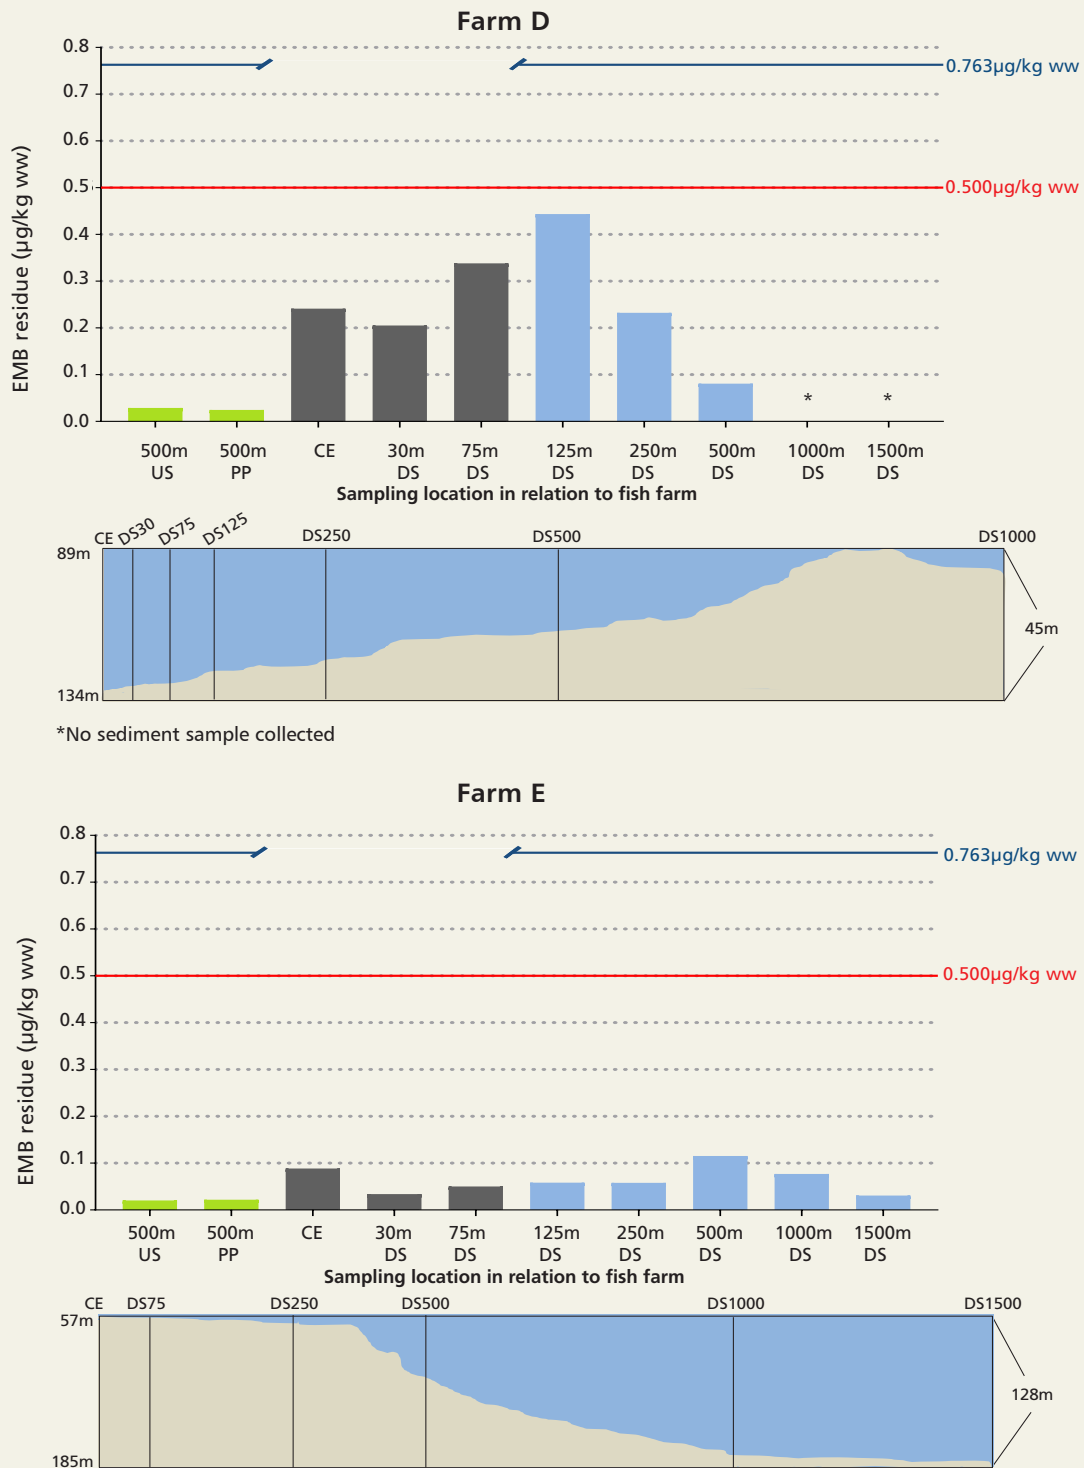 Farm D
0.8
0.763µg/kg ww
0.7
0.6
0.5
0.500µg/kg ww
0.4
0.3
0.2
0.1
0.0
EMB residue (µg/kg ww)
* *
500m 500m CE 30m 75m 125m 250m 500m 1000m 1500m
US PP DS DS DS DS DS DS DS
Sampling location in relation to fish farm
CE DS30 DS75 DS125 DS250 DS500 DS1000
89m
45m
134m
*No sediment sample collected
Farm E
0.8
0.763µg/kg ww
0.7
0.6
0.5
0.500µg/kg ww
0.4
0.3
0.2
0.1
0.0
EMB residue (µg/kg ww)
500m 500m CE 30m 75m 125m 250m 500m 1000m 1500m
US PP DS DS DS DS DS DS DS
Sampling location in relation to fish farm
CE DS75 DS250 DS500 DS1000 DS1500
57m
128m
185m